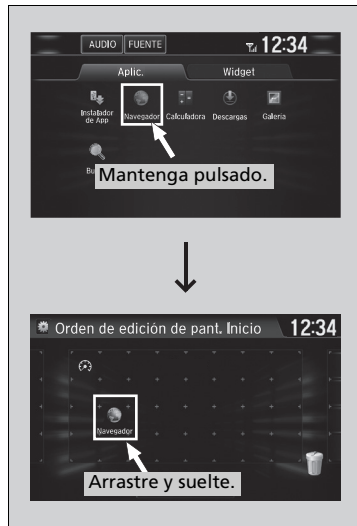 AUDIO FUENTE 12:34
Aplic. Widget
Instalador de App
Navegador Calculadora Descargas Galería
Mantenga pulsado.
Orden de edición de pant. Inicio 12:34
Navegador
Arrastre y suelte.